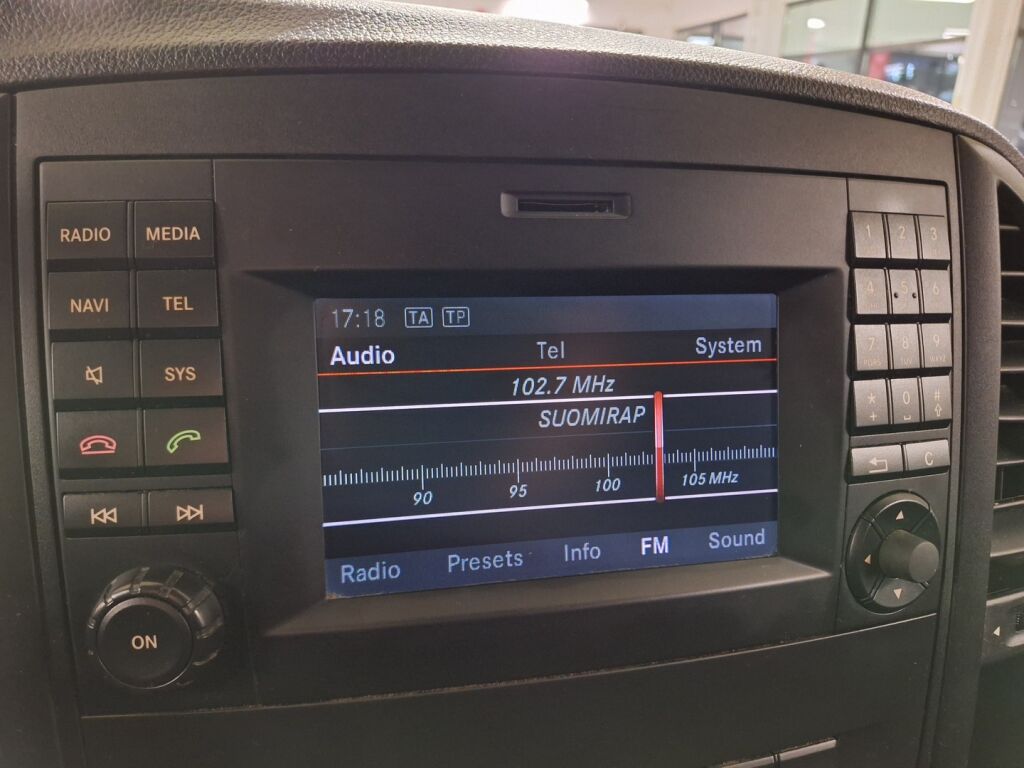 RADIO MEDIA
NAVI TEL
SYS
ON
17:18 TA TP
Audio Tel System
102.7 MHz
SUOMIRAP
90 95 100 105 MHz
Radio Presets Info FM Sound
1 2 3
4 5 6
7 8 9
* 0 #
+
C